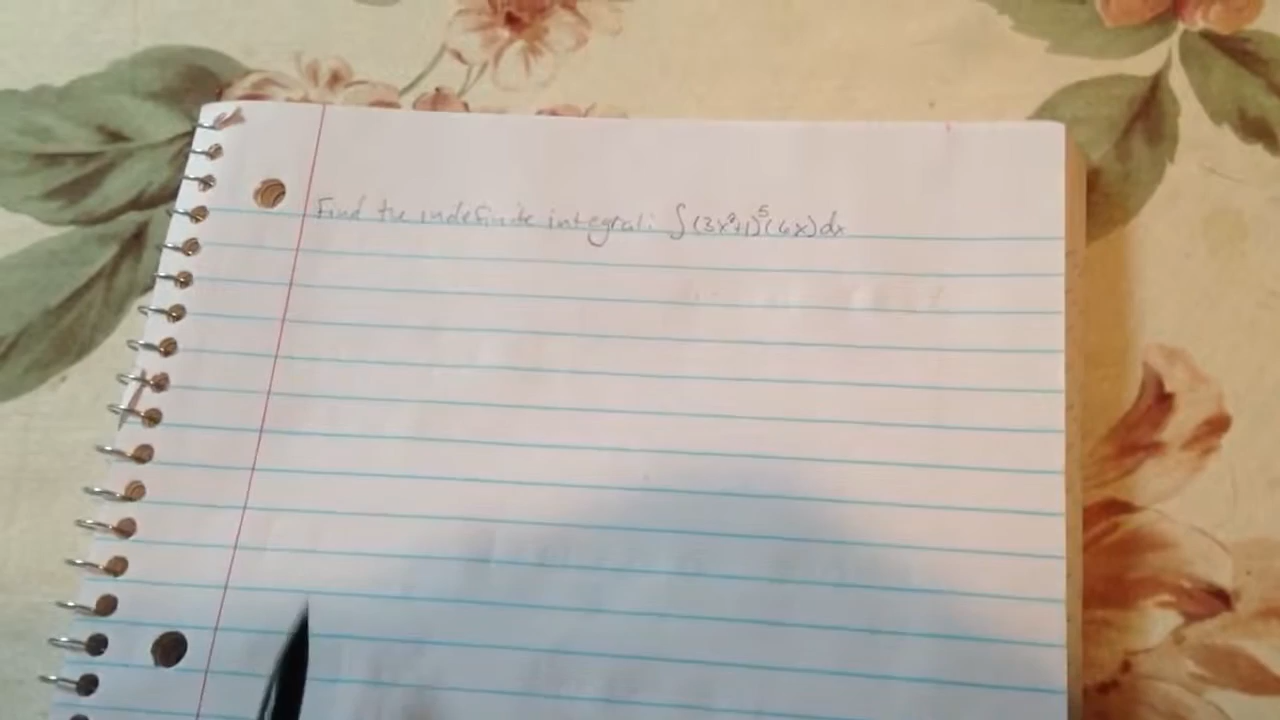 Find the indefinite integral: ∫(3x²+1)⁵(6x)dx